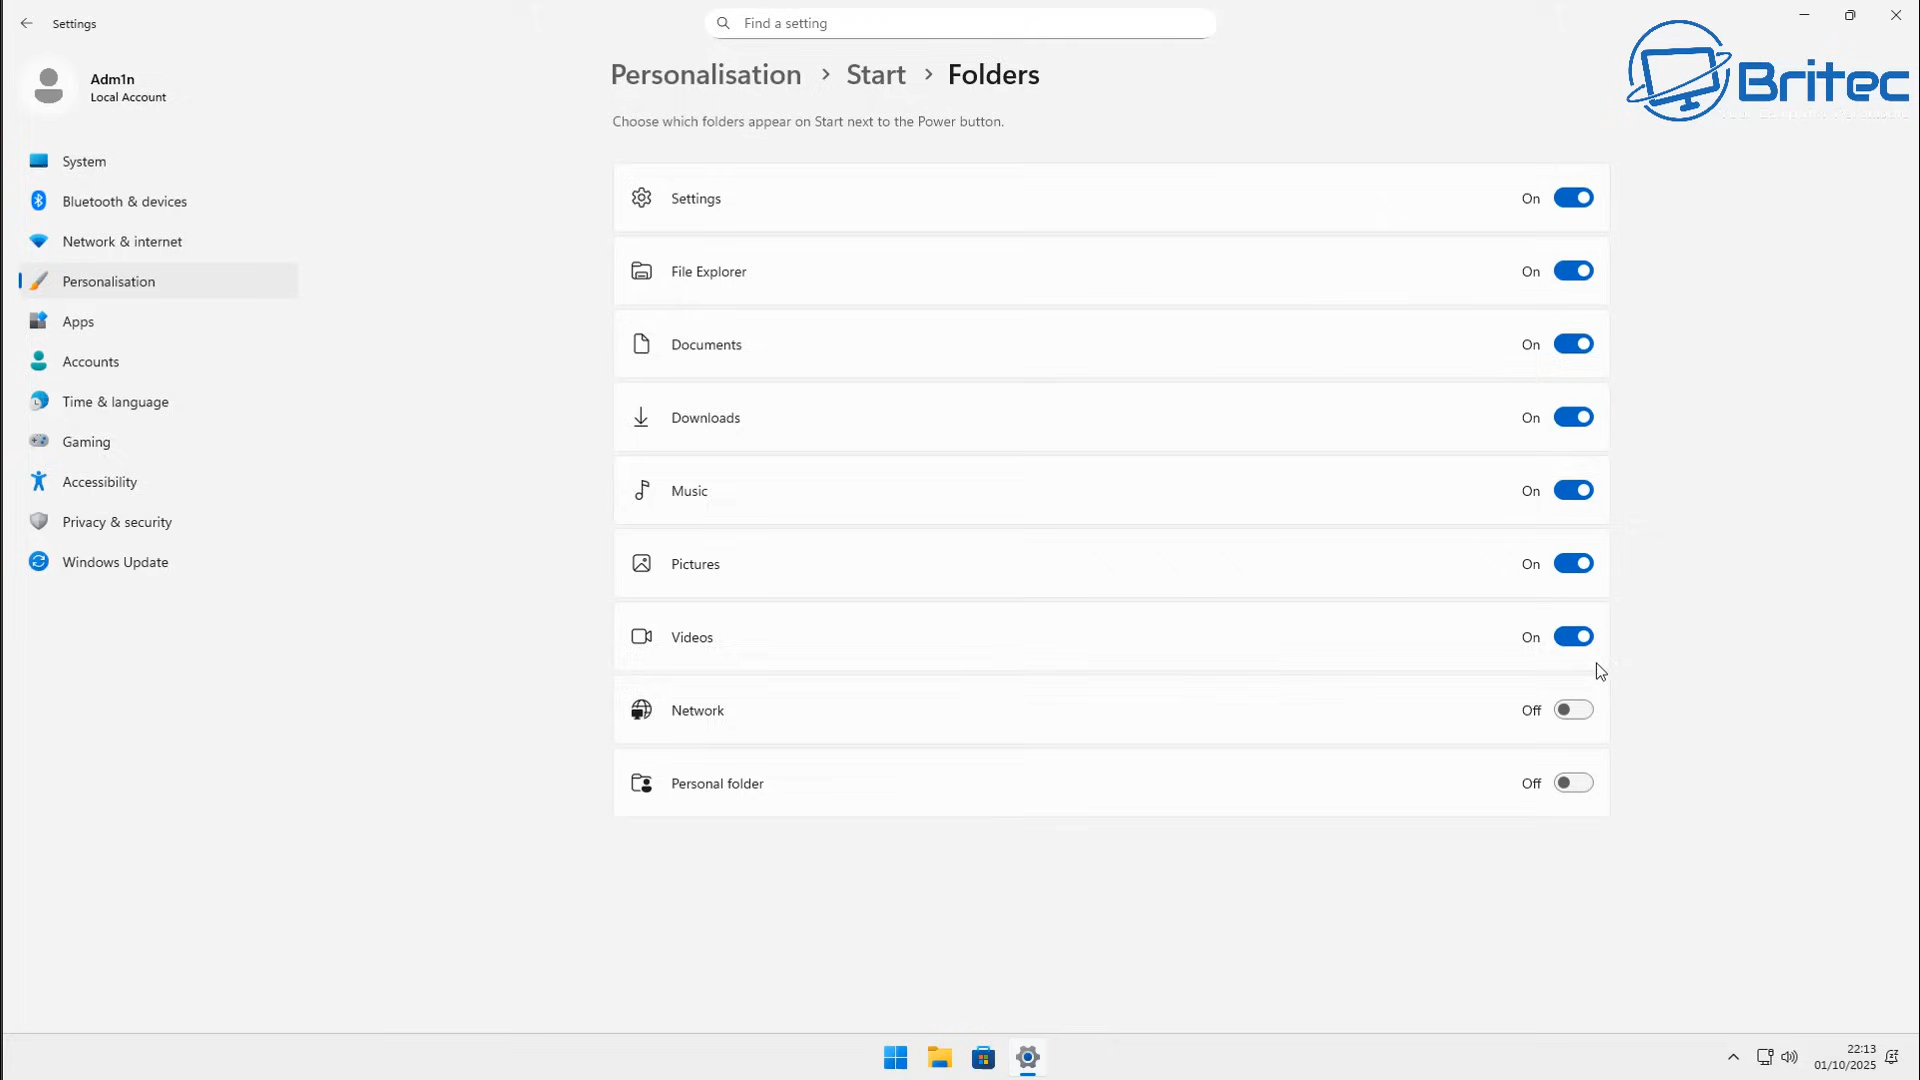 Settings
Find a setting
Britec
Adm1n
Local Account
Personalisation > Start > Folders
Choose which folders appear on Start next to the Power button.
System
Bluetooth & devices
Network & internet
Personalisation
Apps
Accounts
Time & language
Gaming
Accessibility
Privacy & security
Windows Update
Settings On
File Explorer On
Documents On
Downloads On
Music On
Pictures On
Videos On
Network Off
Personal folder Off
22:13
01/10/2025